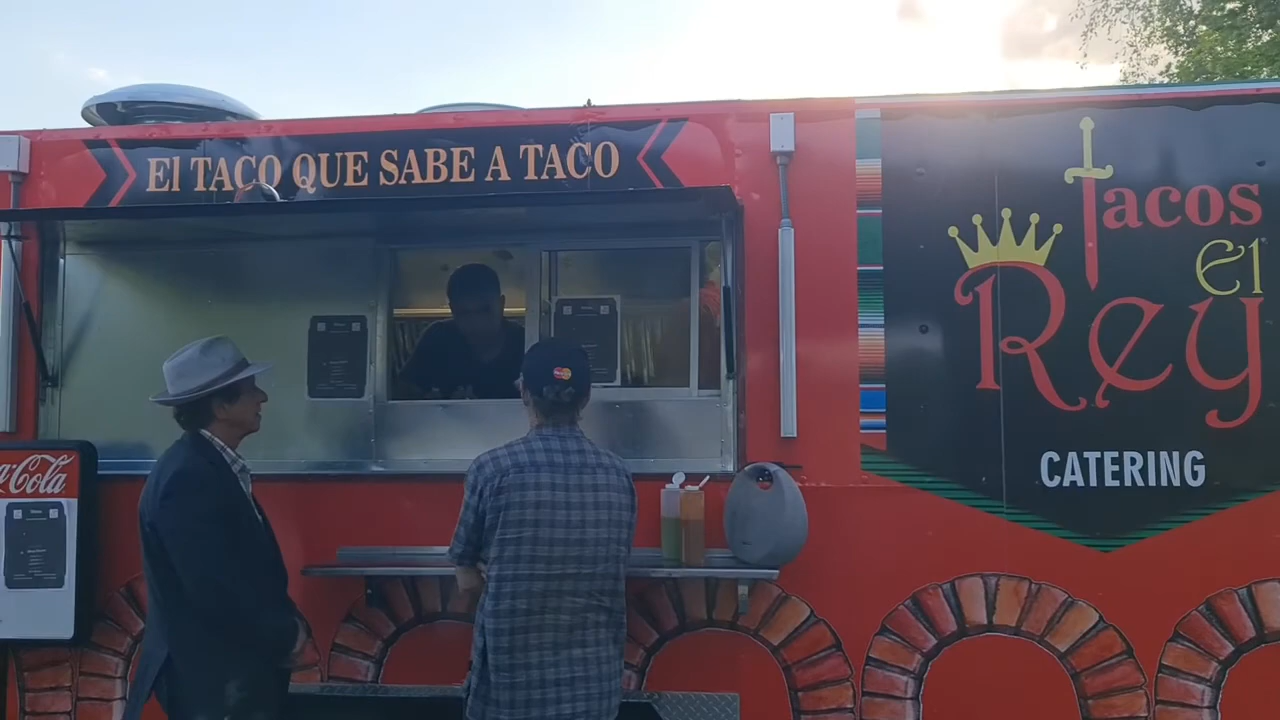 El TACO QUE SABE A TACO
tacos
El
Rey
CATERING
Coca-Cola